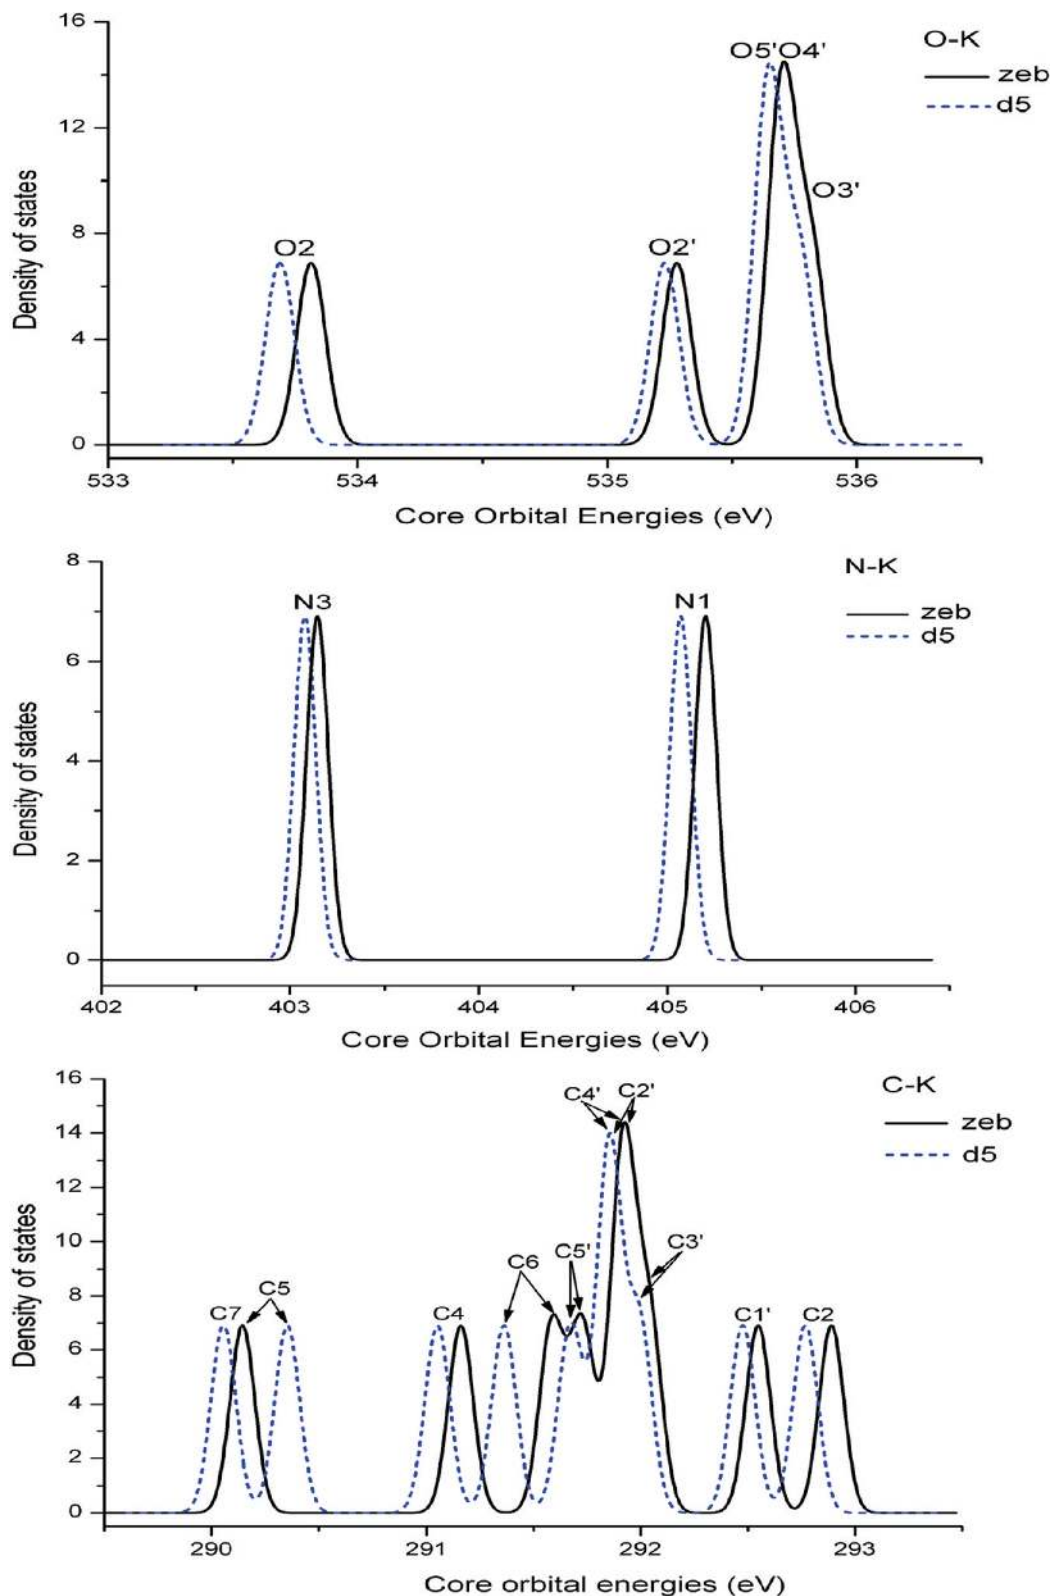 16
12
8
4
0
Density of states
O2
O2'
O5'O4'
O3'
O-K
zeb
d5
533
534
535
536
Core Orbital Energies (eV)
8
6
4
2
0
Density of states
N3
N1
N-K
zeb
d5
402
403
404
405
406
Core Orbital Energies (eV)
16
14
12
10
8
6
4
2
0
Density of states
C7
C5
C4
C6
C5'
C4'
C2'
C3'
C1'
C2
C-K
zeb
d5
290
291
292
293
Core orbital energies (eV)